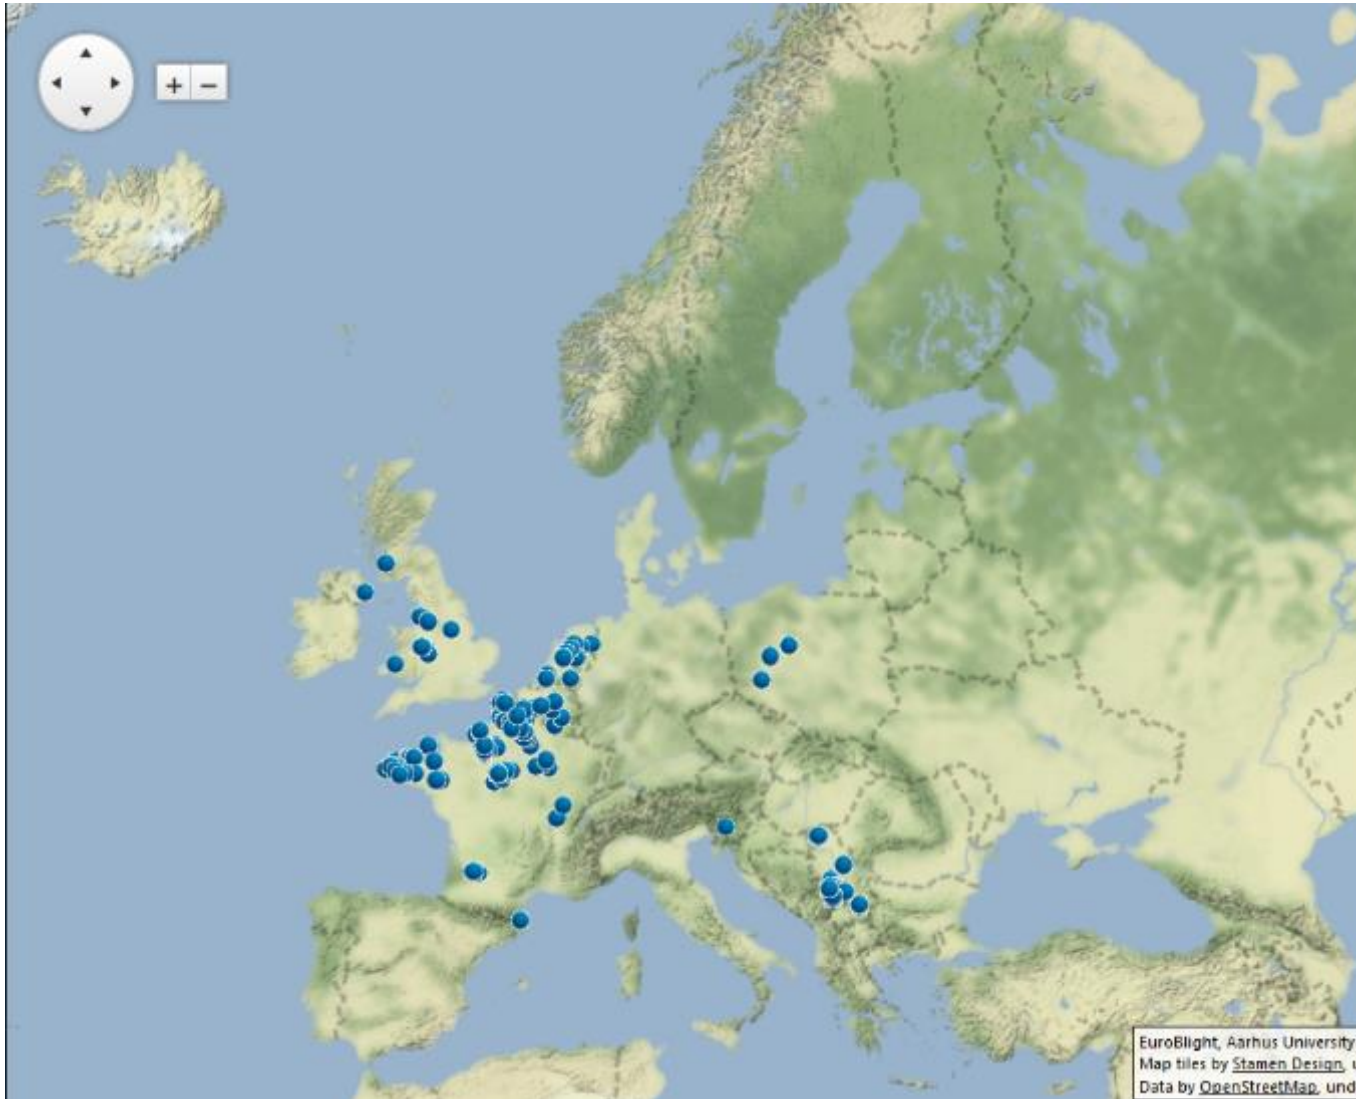 + −
EuroBlight, Aarhus University
Map tiles by Stamen Design, u
Data by OpenStreetMap, und